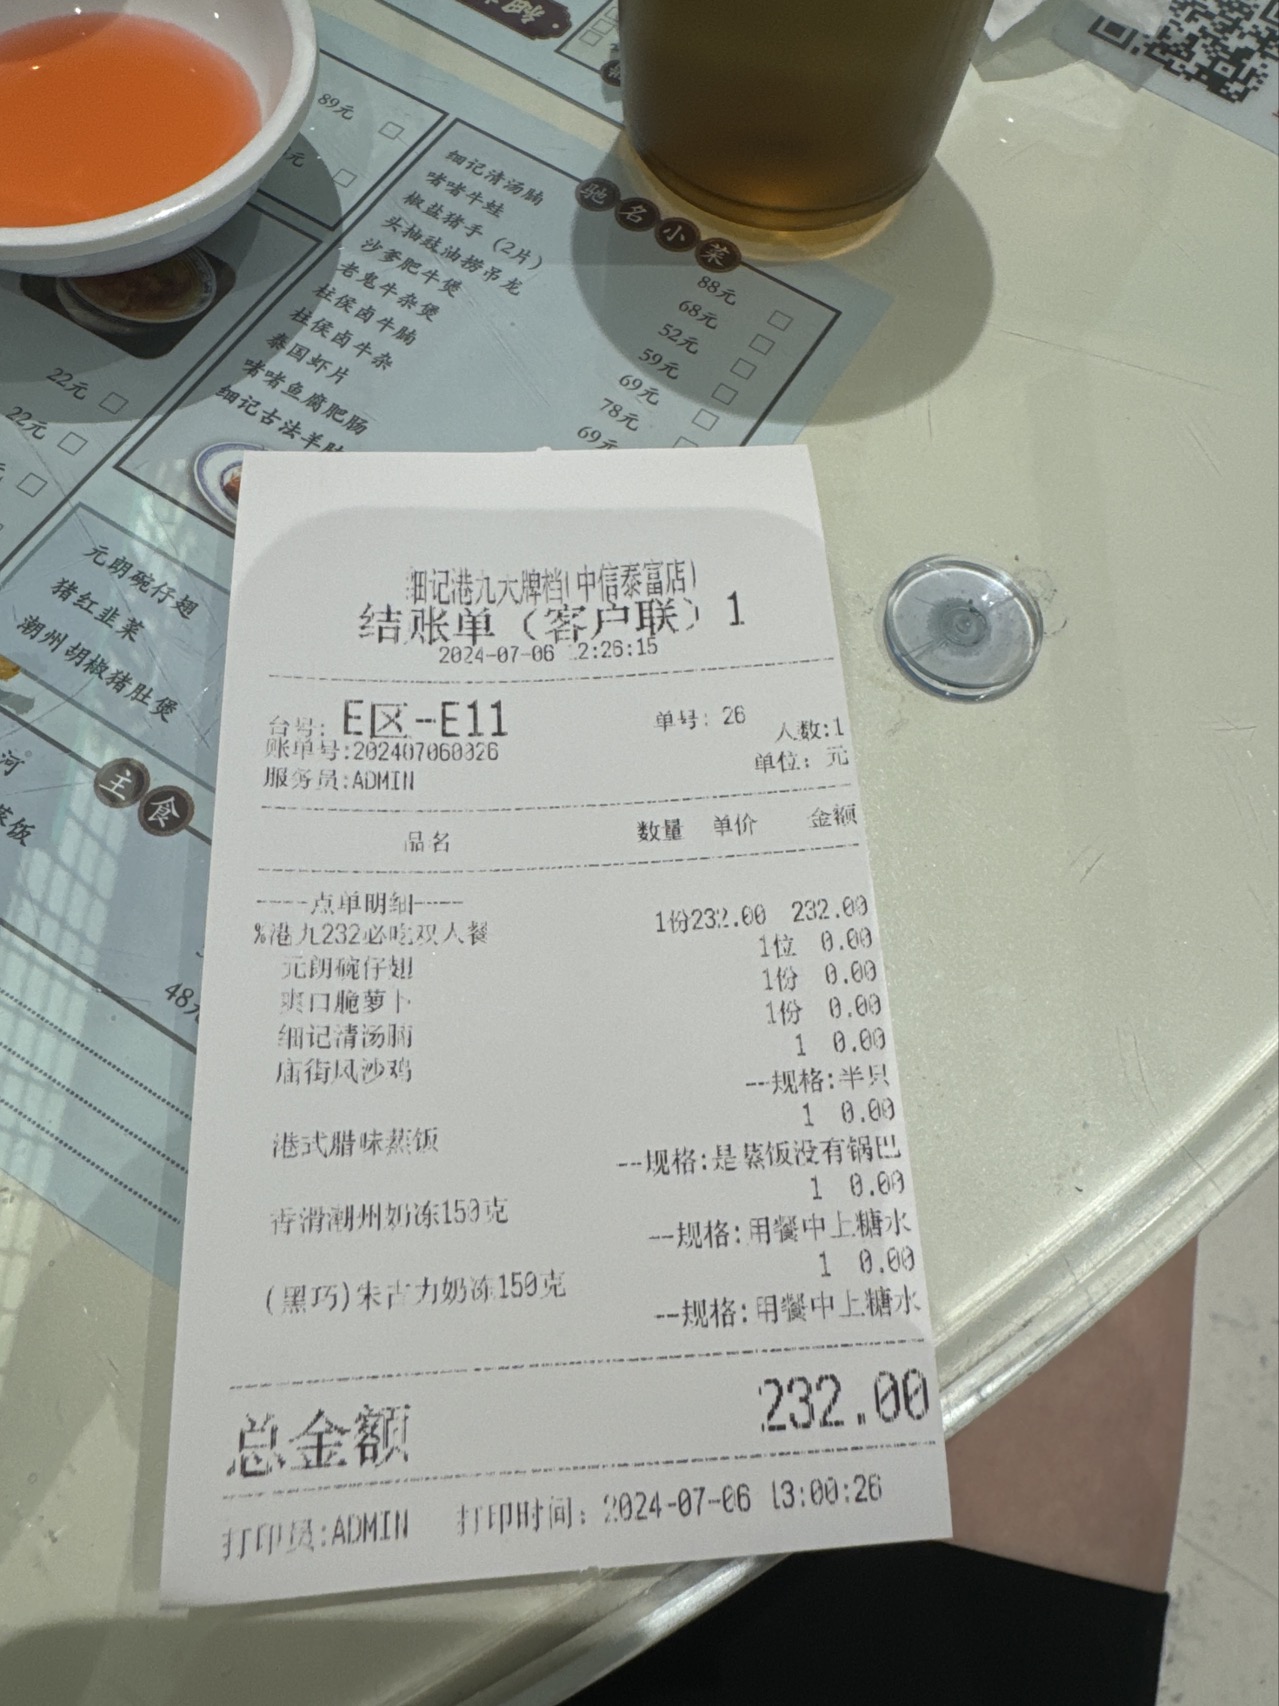 89元
细记清汤腩
啫啫牛蛙
椒盐猪手（2片）
头抽豉油捞吊龙
沙爹肥牛煲
老鬼牛杂煲
柱侯卤牛腩
柱侯卤牛杂
泰国虾片
啫啫鱼腐肥肠
细记古法羊
驰名小菜
88元
68元
52元
59元
69元
78元
69元
22元
22元
元朗碗仔翅
猪红韭菜
潮州胡椒猪肚煲
河
蒸饭
主食
48元
细记港九大牌档(中信泰富店)
结账单（客户联）1
2024-07-06 12:26:15
台号: E区-E11 单号: 26 人数:1
账单号:202407060026 单位: 元
服务员:ADMIN
品名 数量 单价 金额
----点单明细----
%港九232必吃双人餐 1份232.00 232.00
元朗碗仔翅 1位 0.00
爽口脆萝卜 1份 0.00
细记清汤腩 1份 0.00
庙街风沙鸡 1 0.00
--规格:半只
港式腊味蒸饭 1 0.00
--规格:是蒸饭没有锅巴
香滑潮州奶冻150克 1 0.00
--规格:用餐中上糖水
(黑巧)朱古力奶冻150克 1 0.00
--规格:用餐中上糖水
总金额 232.00
打印员:ADMIN 打印时间: 2024-07-06 13:00:26